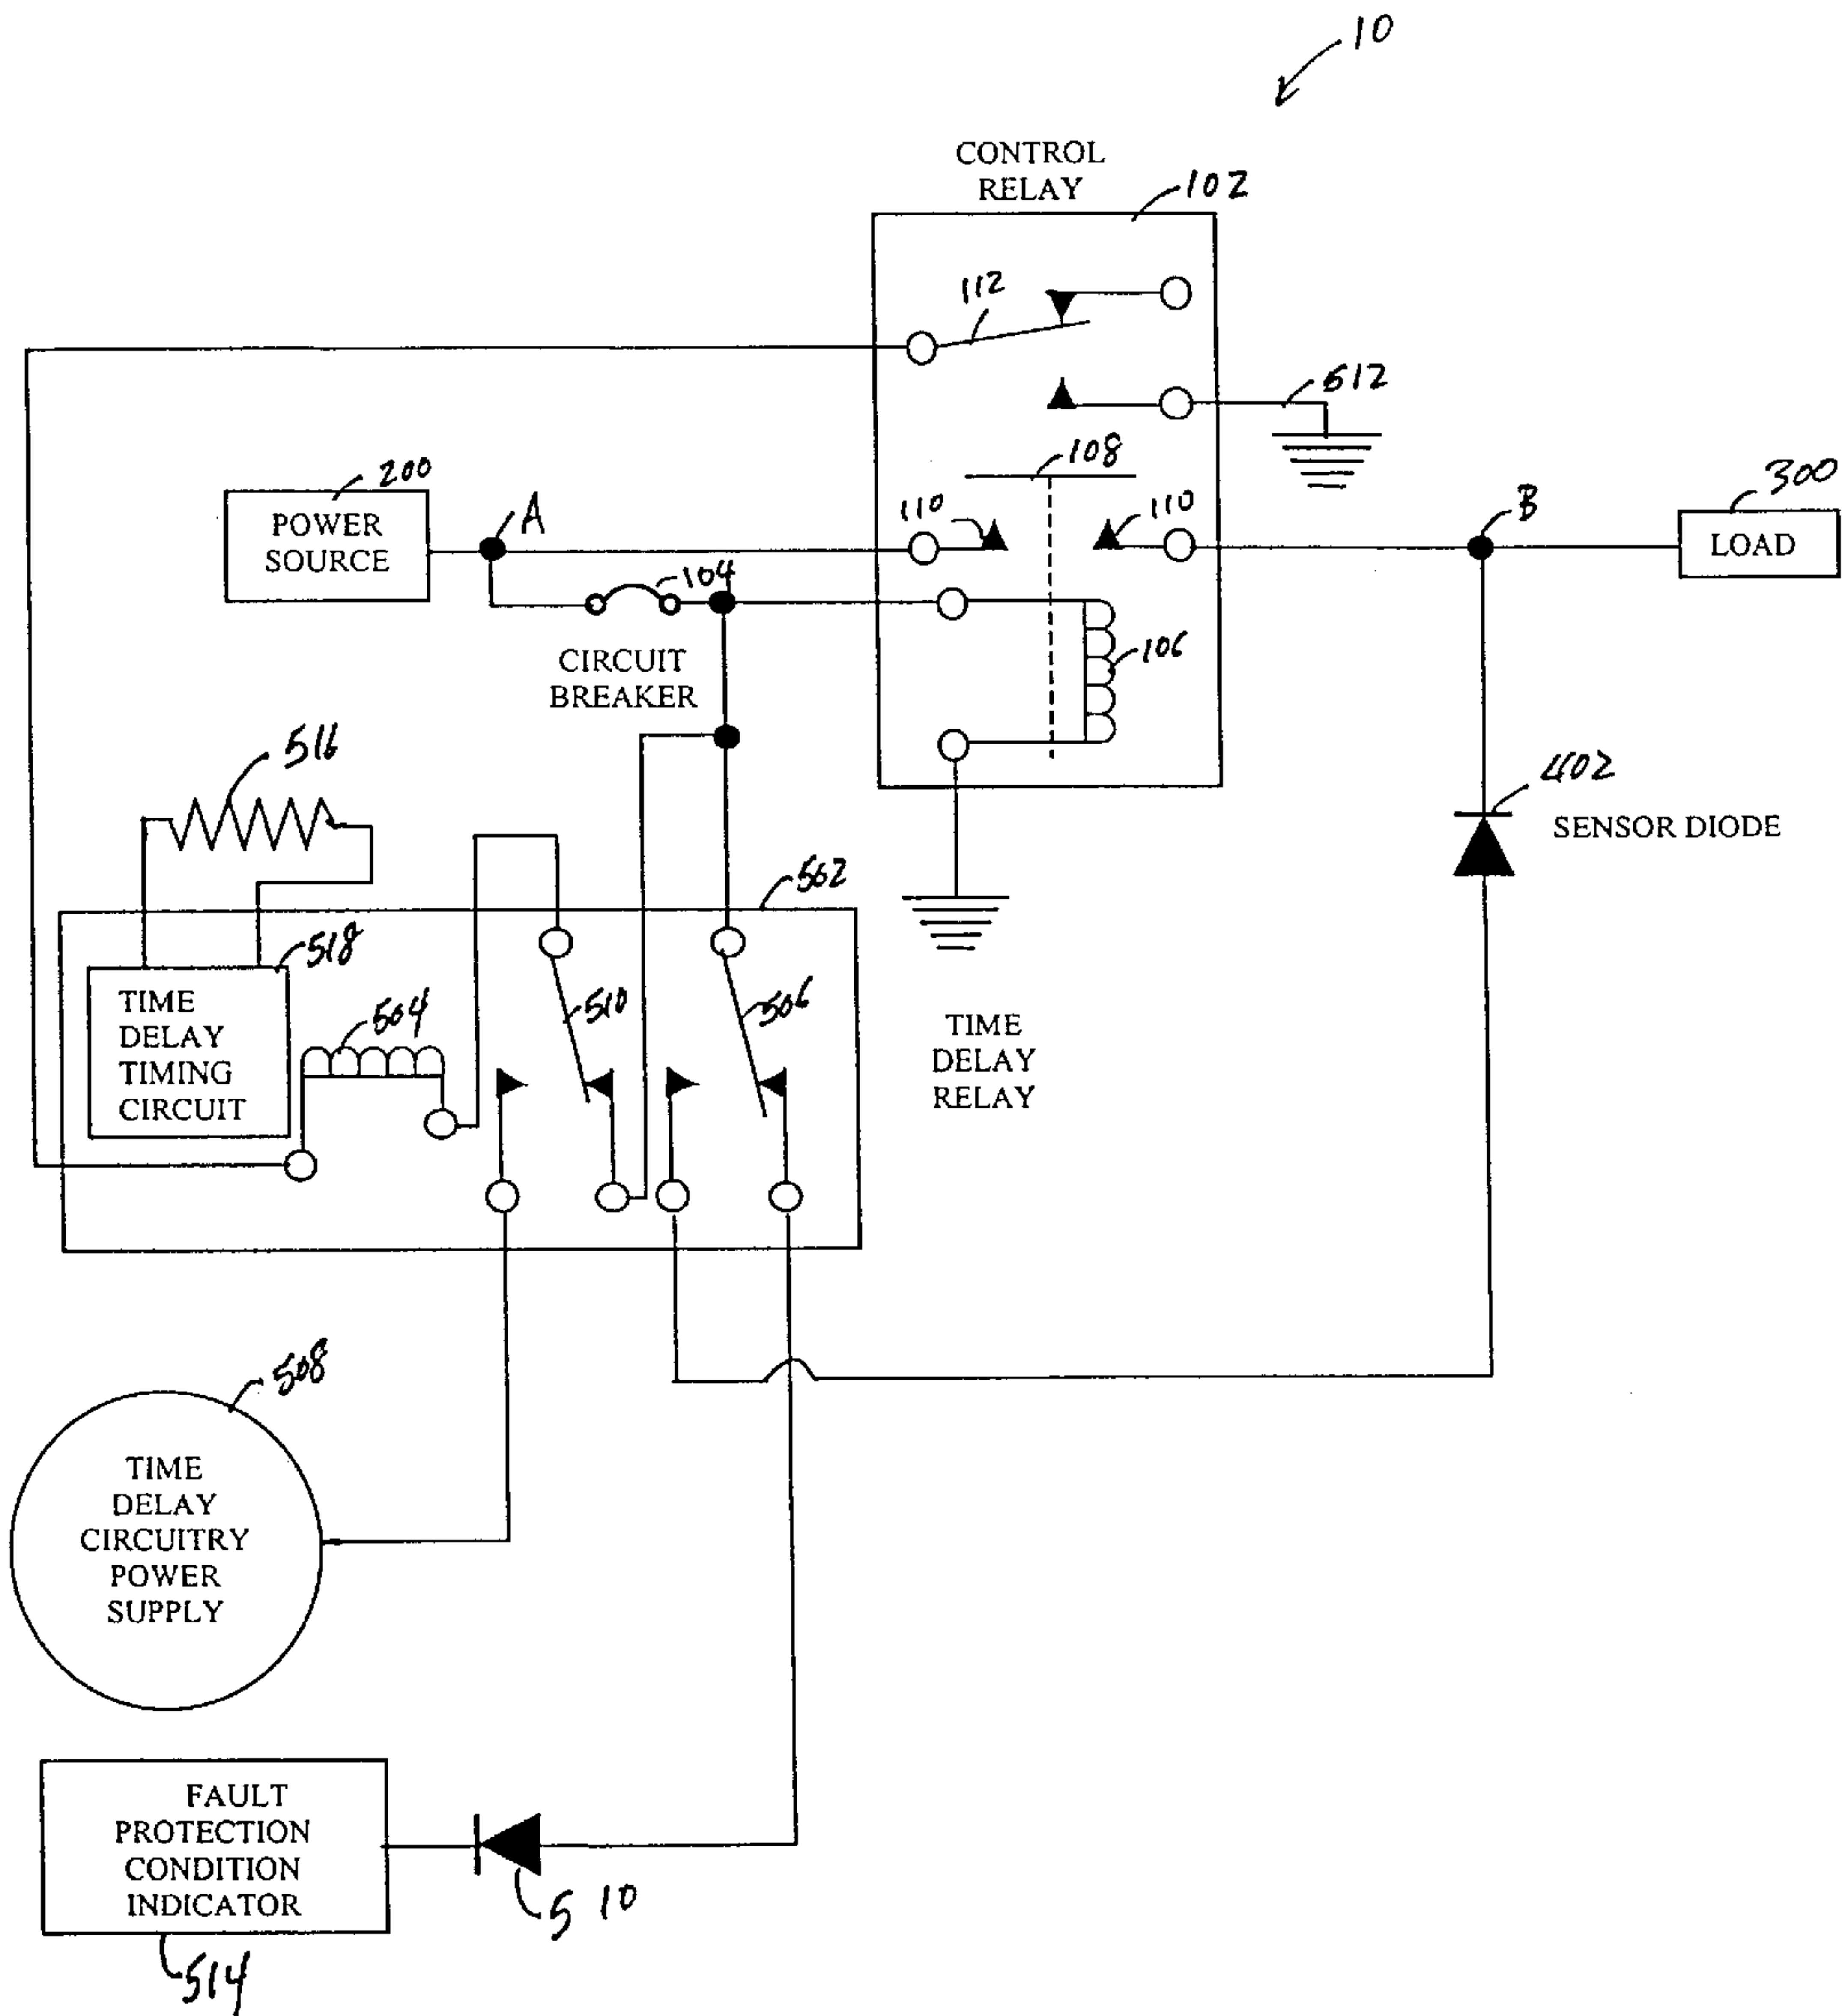 10
CONTROL
RELAY
102
112
512
108
200
POWER
SOURCE
A
110
110
B
300
LOAD
104
CIRCUIT
BREAKER
106
516
402
SENSOR DIODE
502
518
TIME
DELAY
TIMING
CIRCUIT
504
510
506
TIME
DELAY
RELAY
508
TIME
DELAY
CIRCUITRY
POWER
SUPPLY
FAULT
PROTECTION
CONDITION
INDICATOR
510
514